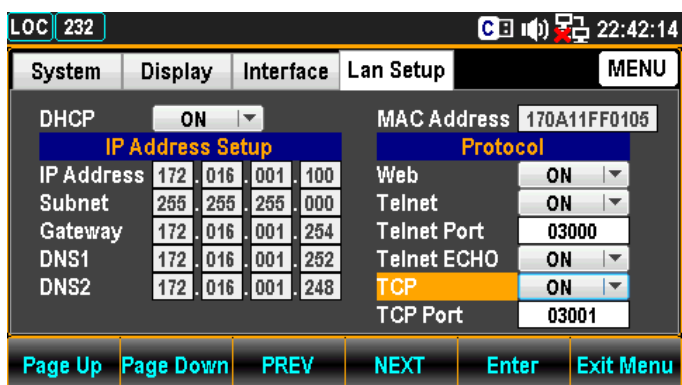 LOC 232 C 22:42:14
System Display Interface Lan Setup MENU
DHCP ON
IP Address Setup
IP Address 172 . 016 . 001 . 100
Subnet 255 . 255 . 255 . 000
Gateway 172 . 016 . 001 . 254
DNS1 172 . 016 . 001 . 252
DNS2 172 . 016 . 001 . 248
MAC Address 170A11FF0105
Protocol
Web ON
Telnet ON
Telnet Port 03000
Telnet ECHO ON
TCP ON
TCP Port 03001
Page Up Page Down PREV NEXT Enter Exit Menu